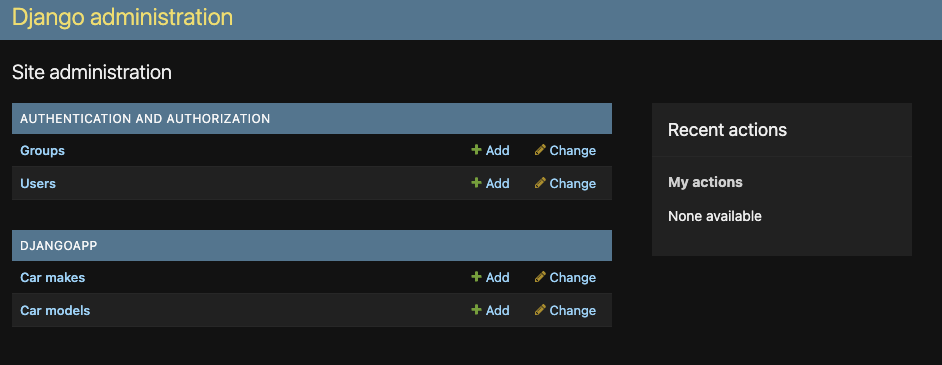 Django administration
Site administration
AUTHENTICATION AND AUTHORIZATION
Groups Add Change
Users Add Change
DJANGOAPP
Car makes Add Change
Car models Add Change
Recent actions
My actions
None available